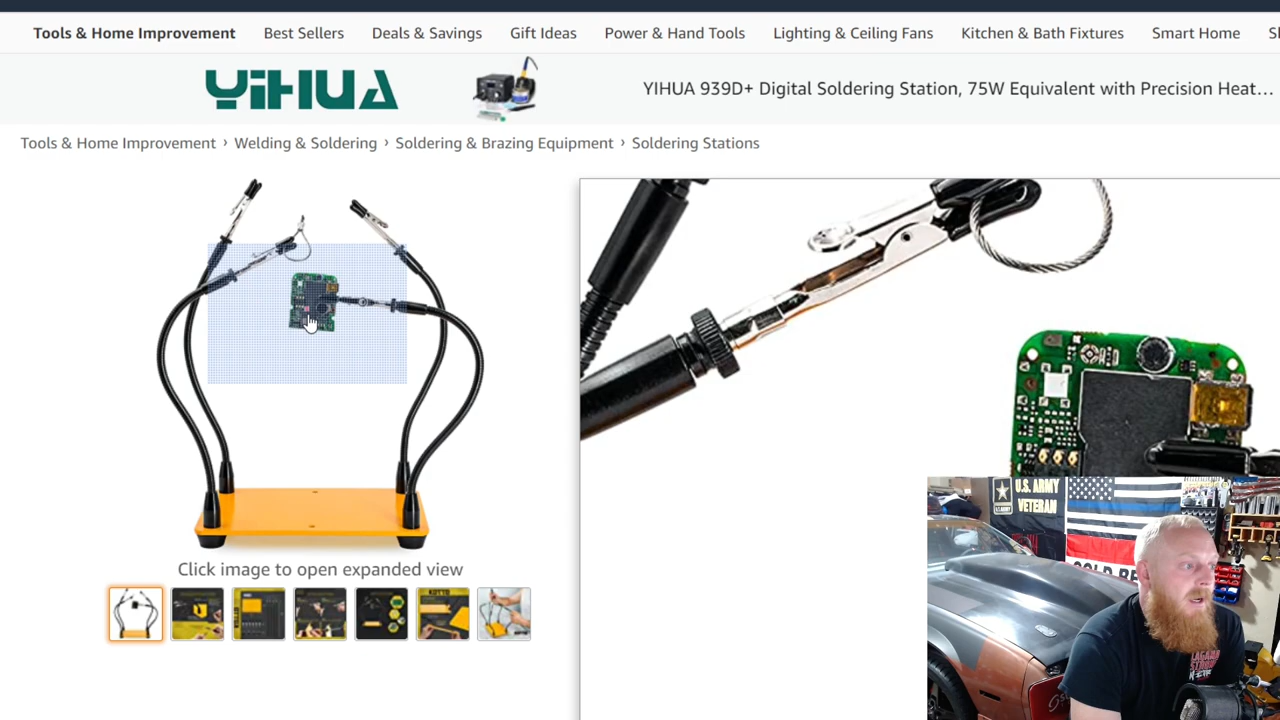 Tools & Home Improvement Best Sellers Deals & Savings Gift Ideas Power & Hand Tools Lighting & Ceiling Fans Kitchen & Bath Fixtures Smart Home
YiHUA YIHUA 939D+ Digital Soldering Station, 75W Equivalent with Precision Heat…
Tools & Home Improvement › Welding & Soldering › Soldering & Brazing Equipment › Soldering Stations
Click image to open expanded view
U.S. ARMY
VETERAN